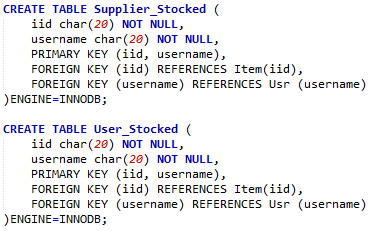 CREATE TABLE Supplier_Stocked (
iid char(20) NOT NULL,
username char(20) NOT NULL,
PRIMARY KEY (iid, username),
FOREIGN KEY (iid) REFERENCES Item(iid),
FOREIGN KEY (username) REFERENCES Usr (username)
)ENGINE=INNODB;
CREATE TABLE User_Stocked (
iid char(20) NOT NULL,
username char(20) NOT NULL,
PRIMARY KEY (iid, username),
FOREIGN KEY (iid) REFERENCES Item(iid),
FOREIGN KEY (username) REFERENCES Usr (username)
)ENGINE=INNODB;